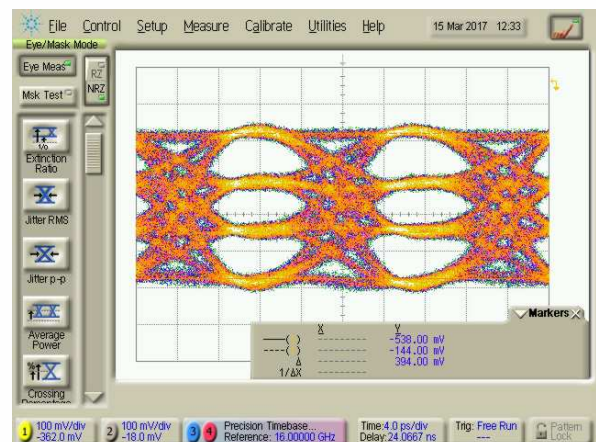 File Control Setup Measure Calibrate Utilities Help 15 Mar 2017 12:33
Eye/Mask Mode
Eye Meas
RZ
NRZ
Msk Test
Extinction
Ratio
Jitter RMS
Jitter p-p
Average
Power
Crossing
Percentage
Markers X
X Y
-538.00 mV
-144.00 mV
Δ 394.00 mV
1/ΔX
1 100 mV/div
-362.0 mV
2 100 mV/div
-18.0 mV
3 4 Precision Timebase...
Reference: 16.00000 GHz
Time:4.0 ps/div
Delay:24.0667 ns
Trig: Free Run
---
Pattern
Lock